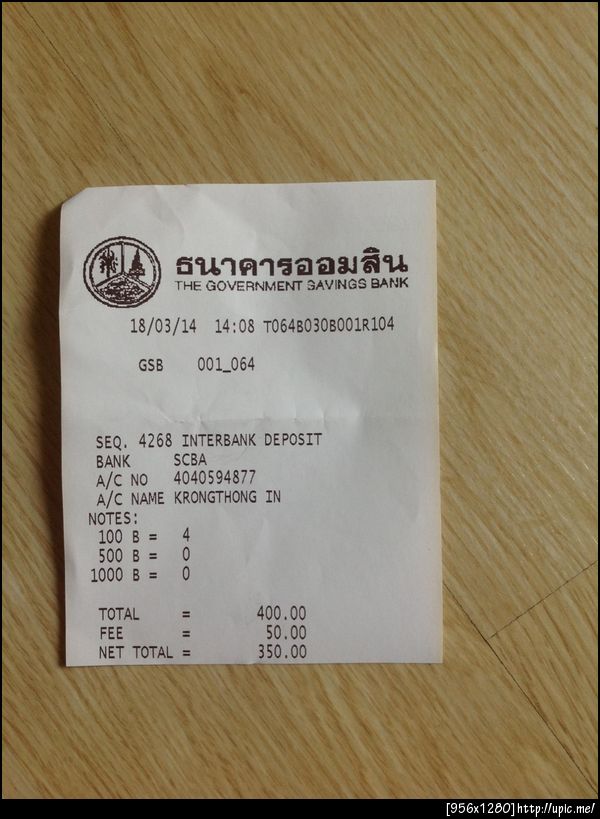 ธนาคารออมสิน
THE GOVERNMENT SAVINGS BANK
18/03/14 14:08 T064B030B001R104
GSB 001_064
SEQ. 4268 INTERBANK DEPOSIT
BANK SCBA
A/C NO 4040594877
A/C NAME KRONGTHONG IN
NOTES:
100 B = 4
500 B = 0
1000 B = 0
TOTAL = 400.00
FEE = 50.00
NET TOTAL = 350.00
[956x1280]http://upic.me/